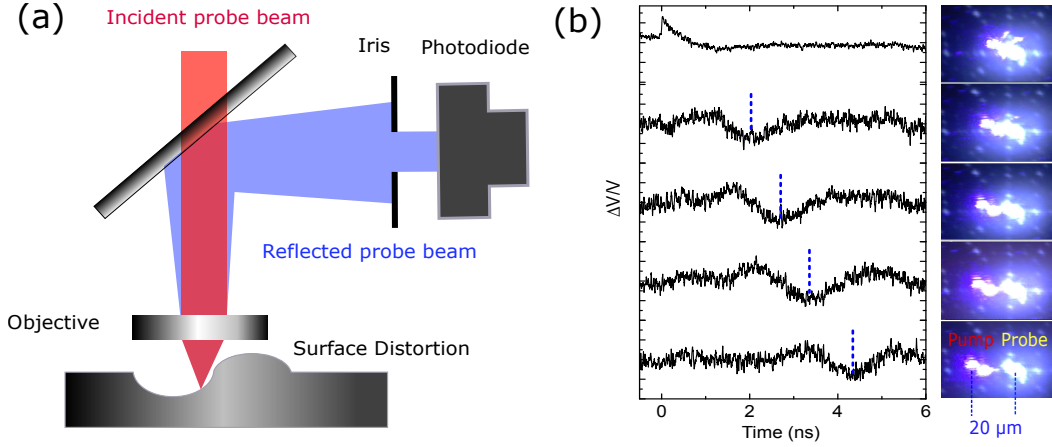 (a)
Incident probe beam
Iris
Photodiode
Reflected probe beam
Objective
Surface Distortion
(b)
ΔV/V
0
2
4
6
Time (ns)
Pump
Probe
20 µm